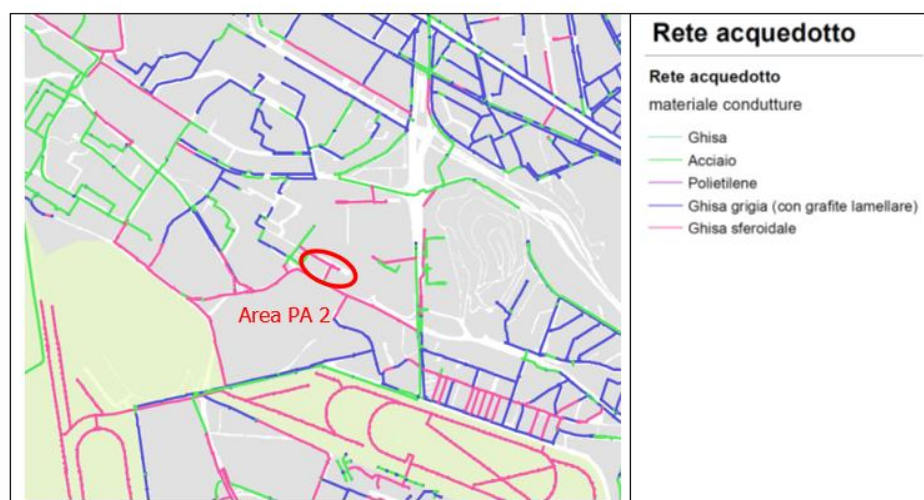 Area PA 2
Rete acquedotto
Rete acquedotto
materiale condutture
Ghisa
Acciaio
Polietilene
Ghisa grigia (con grafite lamellare)
Ghisa sferoidale